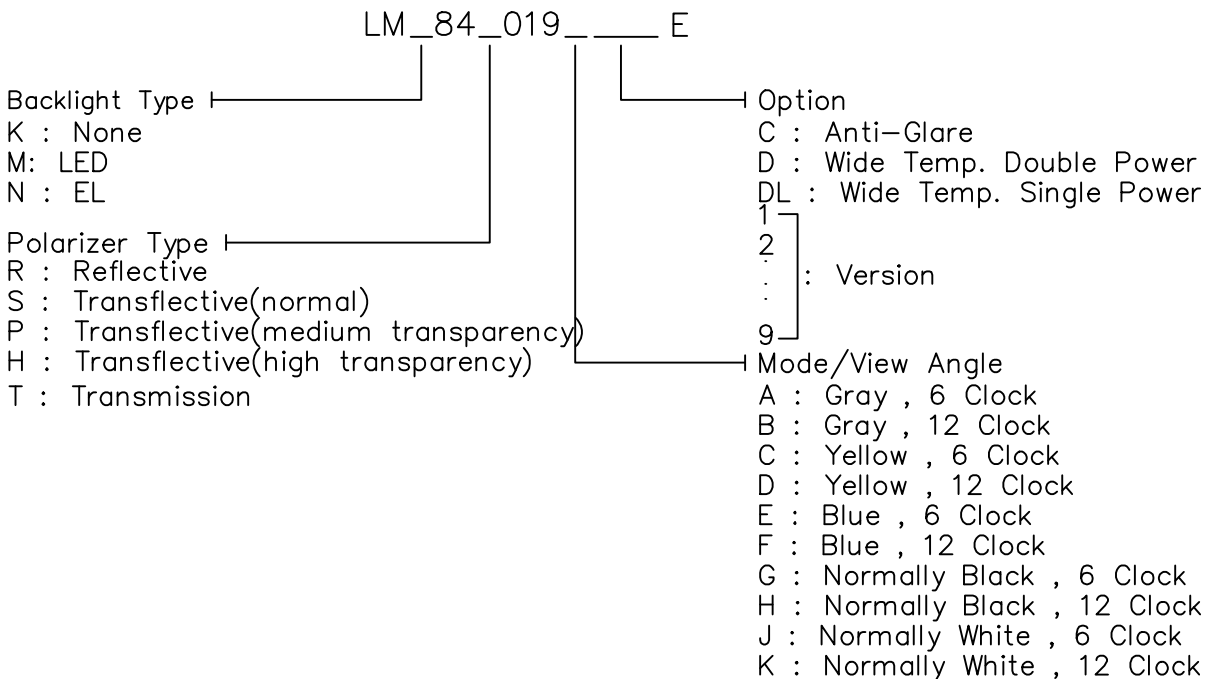 LM_84_019_ ___ E
Backlight Type
K : None
M: LED
N : EL
Polarizer Type
R : Reflective
S : Transflective(normal)
P : Transflective(medium transparency)
H : Transflective(high transparency)
T : Transmission
Option
C : Anti-Glare
D : Wide Temp. Double Power
DL : Wide Temp. Single Power
1
2
.
.
: Version
9
Mode/View Angle
A : Gray , 6 Clock
B : Gray , 12 Clock
C : Yellow , 6 Clock
D : Yellow , 12 Clock
E : Blue , 6 Clock
F : Blue , 12 Clock
G : Normally Black , 6 Clock
H : Normally Black , 12 Clock
J : Normally White , 6 Clock
K : Normally White , 12 Clock